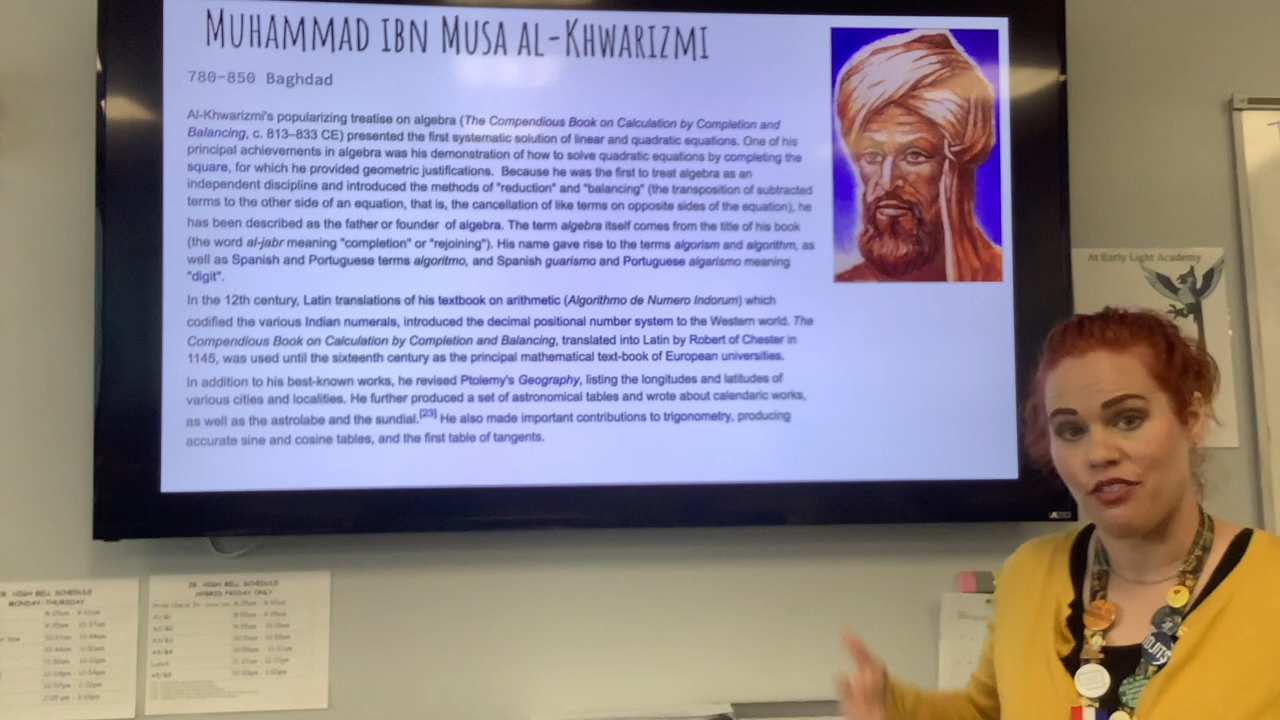 MUHAMMAD IBN MUSA AL-KHWARIZMI
780-850 Baghdad
Al-Khwarizmi's popularizing treatise on algebra (The Compendious Book on Calculation by Completion and
Balancing, c. 813–833 CE) presented the first systematic solution of linear and quadratic equations. One of his
principal achievements in algebra was his demonstration of how to solve quadratic equations by completing the
square, for which he provided geometric justifications. Because he was the first to treat algebra as an
independent discipline and introduced the methods of "reduction" and "balancing" (the transposition of subtracted
terms to the other side of an equation, that is, the cancellation of like terms on opposite sides of the equation), he
has been described as the father or founder of algebra. The term algebra itself comes from the title of his book
(the word al-jabr meaning "completion" or "rejoining"). His name gave rise to the terms algorism and algorithm, as
well as Spanish and Portuguese terms algoritmo, and Spanish guarismo and Portuguese algarismo meaning
"digit".
In the 12th century, Latin translations of his textbook on arithmetic (Algorithmo de Numero Indorum) which
codified the various Indian numerals, introduced the decimal positional number system to the Western world. The
Compendious Book on Calculation by Completion and Balancing, translated into Latin by Robert of Chester in
1145, was used until the sixteenth century as the principal mathematical text-book of European universities.
In addition to his best-known works, he revised Ptolemy's Geography, listing the longitudes and latitudes of
various cities and localities. He further produced a set of astronomical tables and wrote about calendaric works,
as well as the astrolabe and the sundial.[23] He also made important contributions to trigonometry, producing
accurate sine and cosine tables, and the first table of tangents.
VIZIO
At Early Light Academy
HIGH BELL SCHEDULE
MONDAY-THURSDAY
JR. HIGH BELL SCHEDULE
HYBRID FRIDAY ONLY
Lunch